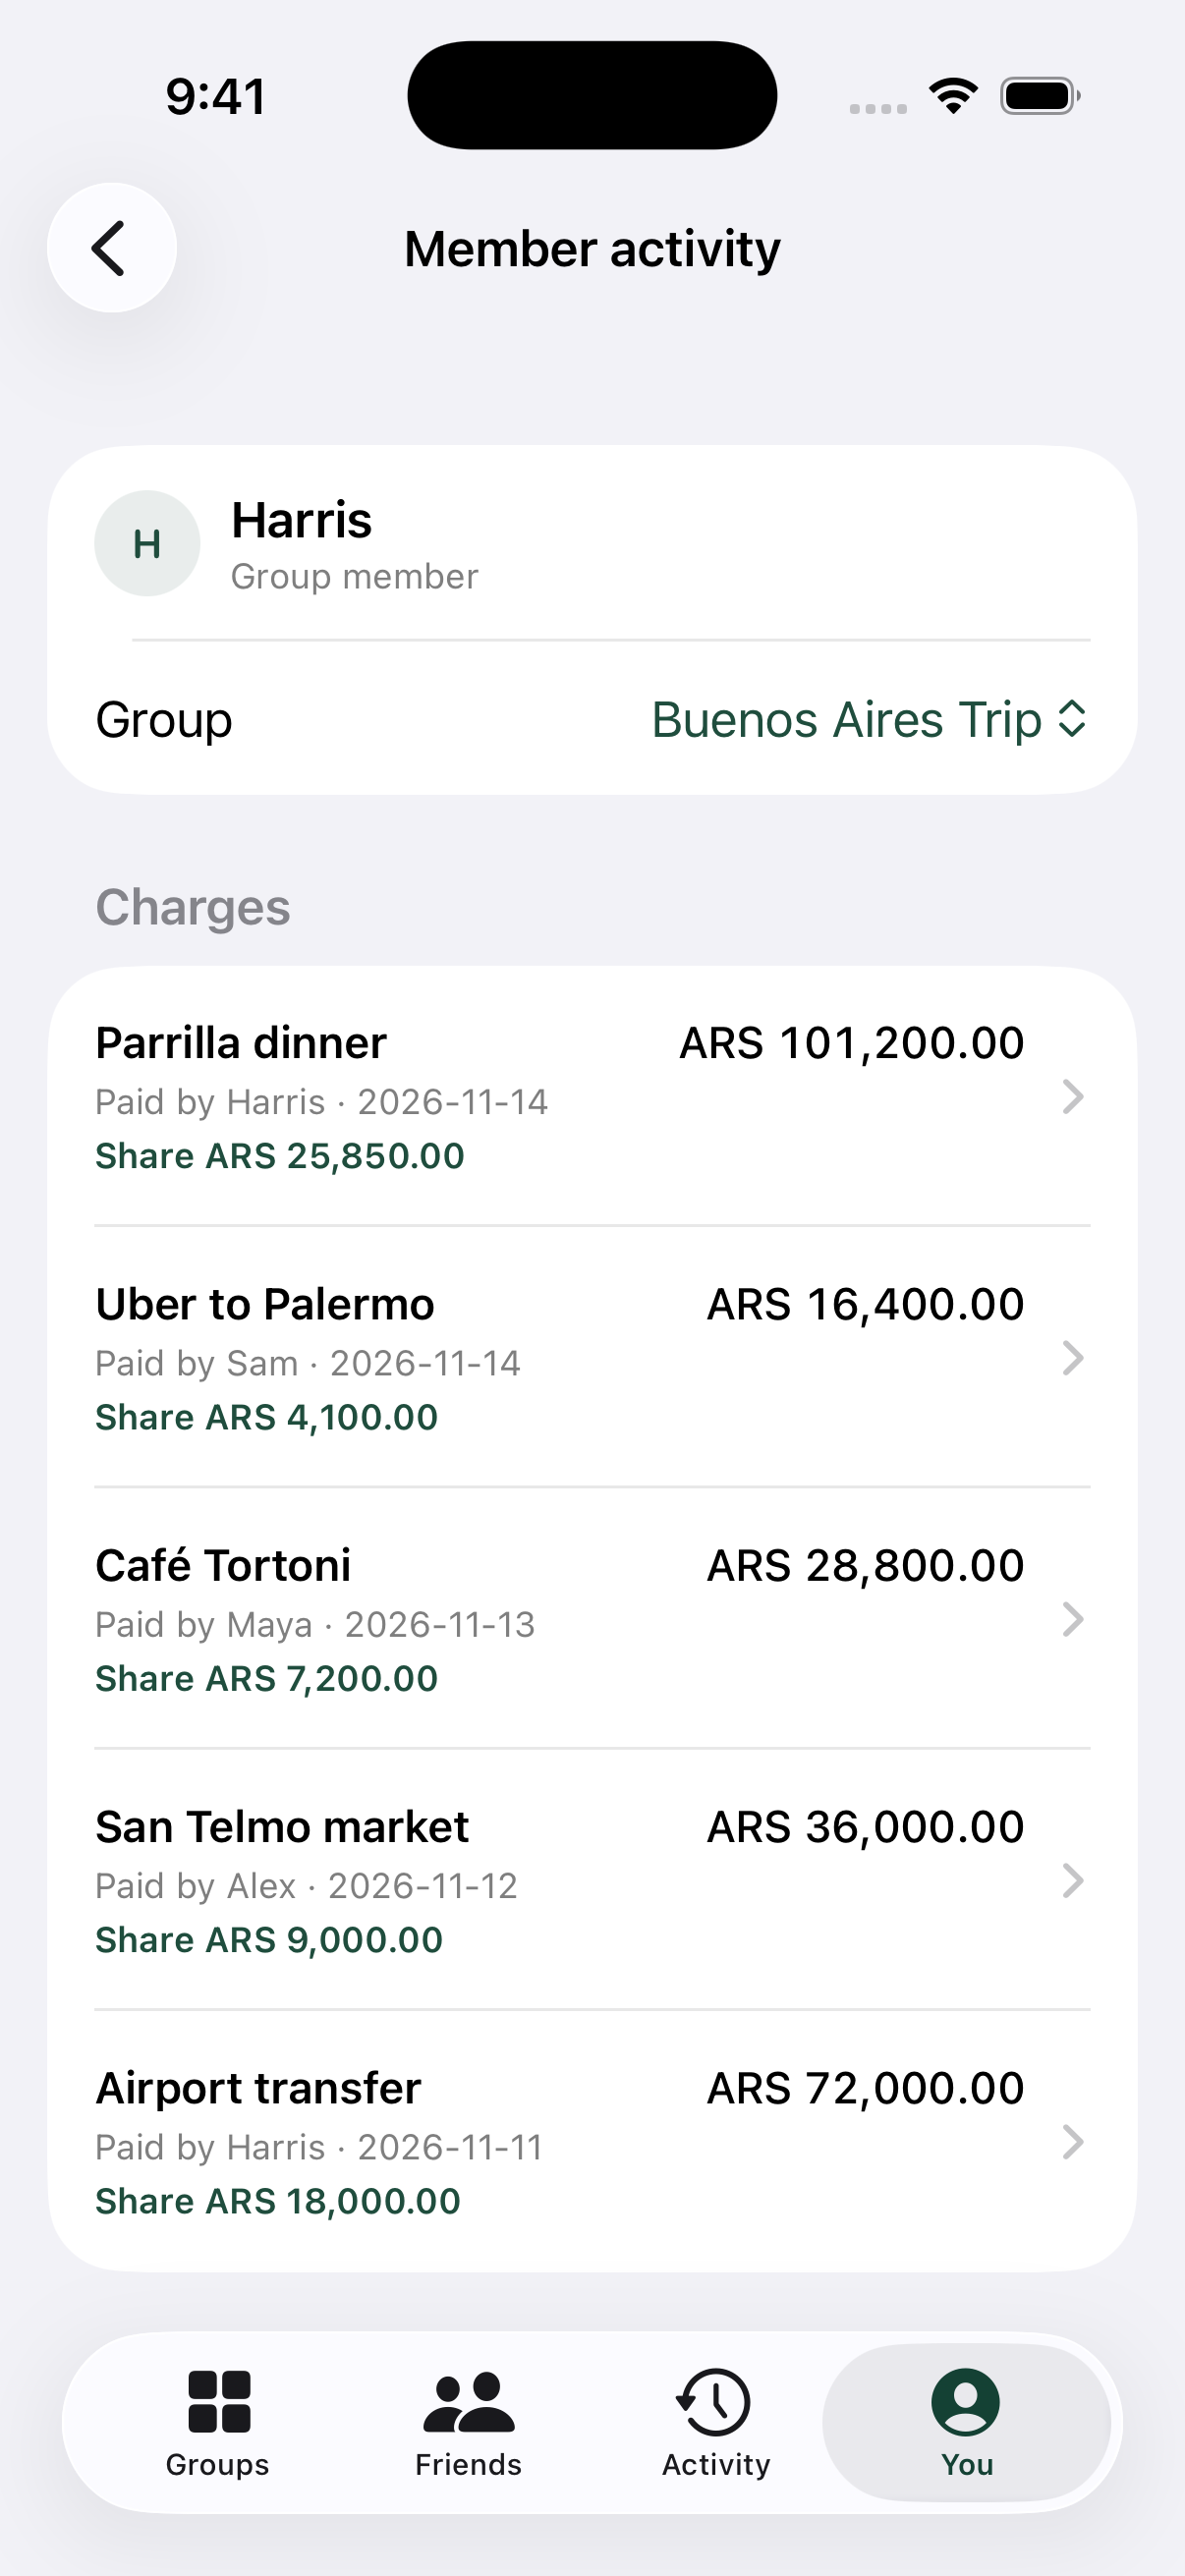 9:41
Member activity
H
Harris
Group member
Group
Buenos Aires Trip
Charges
Parrilla dinner
ARS 101,200.00
Paid by Harris · 2026-11-14
Share ARS 25,850.00
Uber to Palermo
ARS 16,400.00
Paid by Sam · 2026-11-14
Share ARS 4,100.00
Café Tortoni
ARS 28,800.00
Paid by Maya · 2026-11-13
Share ARS 7,200.00
San Telmo market
ARS 36,000.00
Paid by Alex · 2026-11-12
Share ARS 9,000.00
Airport transfer
ARS 72,000.00
Paid by Harris · 2026-11-11
Share ARS 18,000.00
Groups
Friends
Activity
You